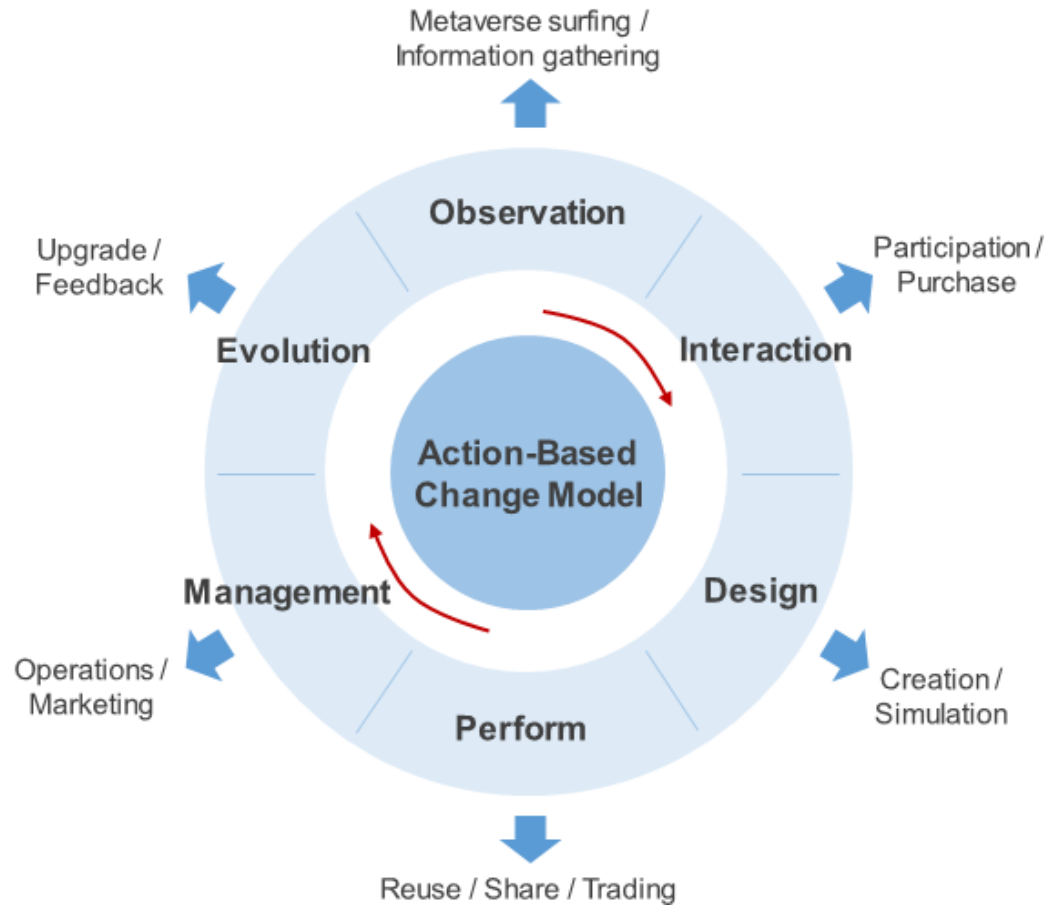 Metaverse surfing /
Information gathering
Observation
Upgrade /
Feedback
Participation /
Purchase
Evolution
Interaction
Action-Based
Change Model
Management
Design
Operations /
Marketing
Creation /
Simulation
Perform
Reuse / Share / Trading